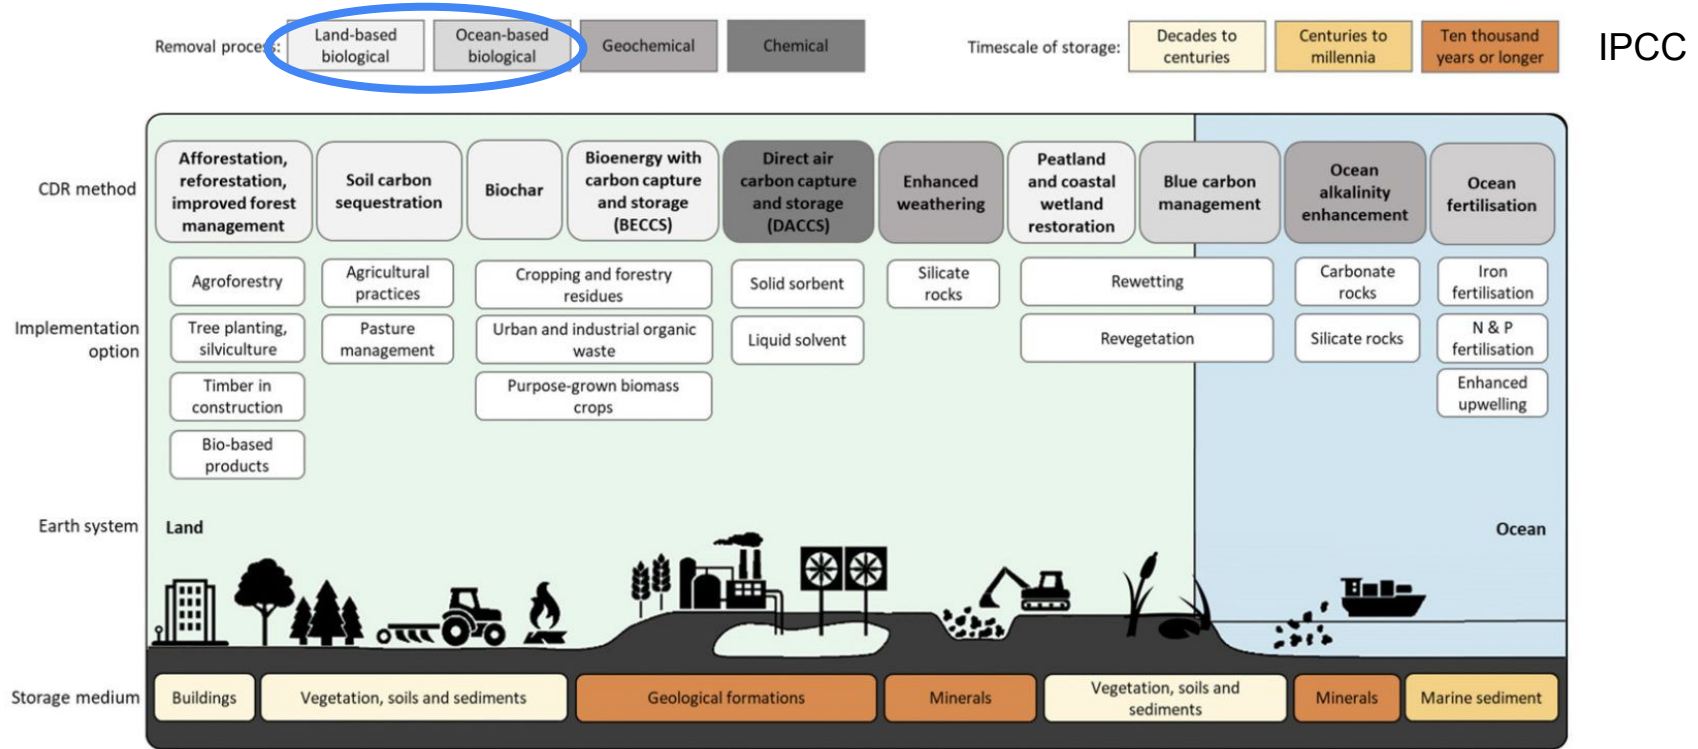 Removal process:
Land-based
biological
Ocean-based
biological
Geochemical
Chemical
Timescale of storage:
Decades to
centuries
Centuries to
millennia
Ten thousand
years or longer
IPCC
CDR method
Afforestation,
reforestation,
improved forest
management
Soil carbon
sequestration
Biochar
Bioenergy with
carbon capture
and storage
(BECCS)
Direct air
carbon capture
and storage
(DACCS)
Enhanced
weathering
Peatland
and coastal
wetland
restoration
Blue carbon
management
Ocean
alkalinity
enhancement
Ocean
fertilisation
Implementation
option
Agroforestry
Tree planting,
silviculture
Timber in
construction
Bio-based
products
Agricultural
practices
Pasture
management
Cropping and forestry
residues
Urban and industrial organic
waste
Purpose-grown biomass
crops
Solid sorbent
Liquid solvent
Silicate
rocks
Rewetting
Revegetation
Carbonate
rocks
Silicate rocks
Iron
fertilisation
N & P
fertilisation
Enhanced
upwelling
Earth system
Land
Ocean
Storage medium
Buildings
Vegetation, soils and sediments
Geological formations
Minerals
Vegetation, soils and
sediments
Minerals
Marine sediment